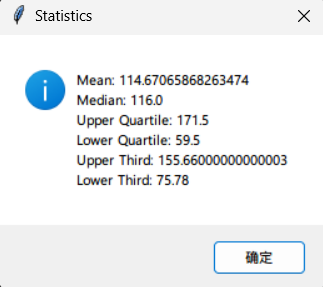 Statistics
Mean: 114.67065868263474
Median: 116.0
Upper Quartile: 171.5
Lower Quartile: 59.5
Upper Third: 155.66000000000003
Lower Third: 75.78
确定